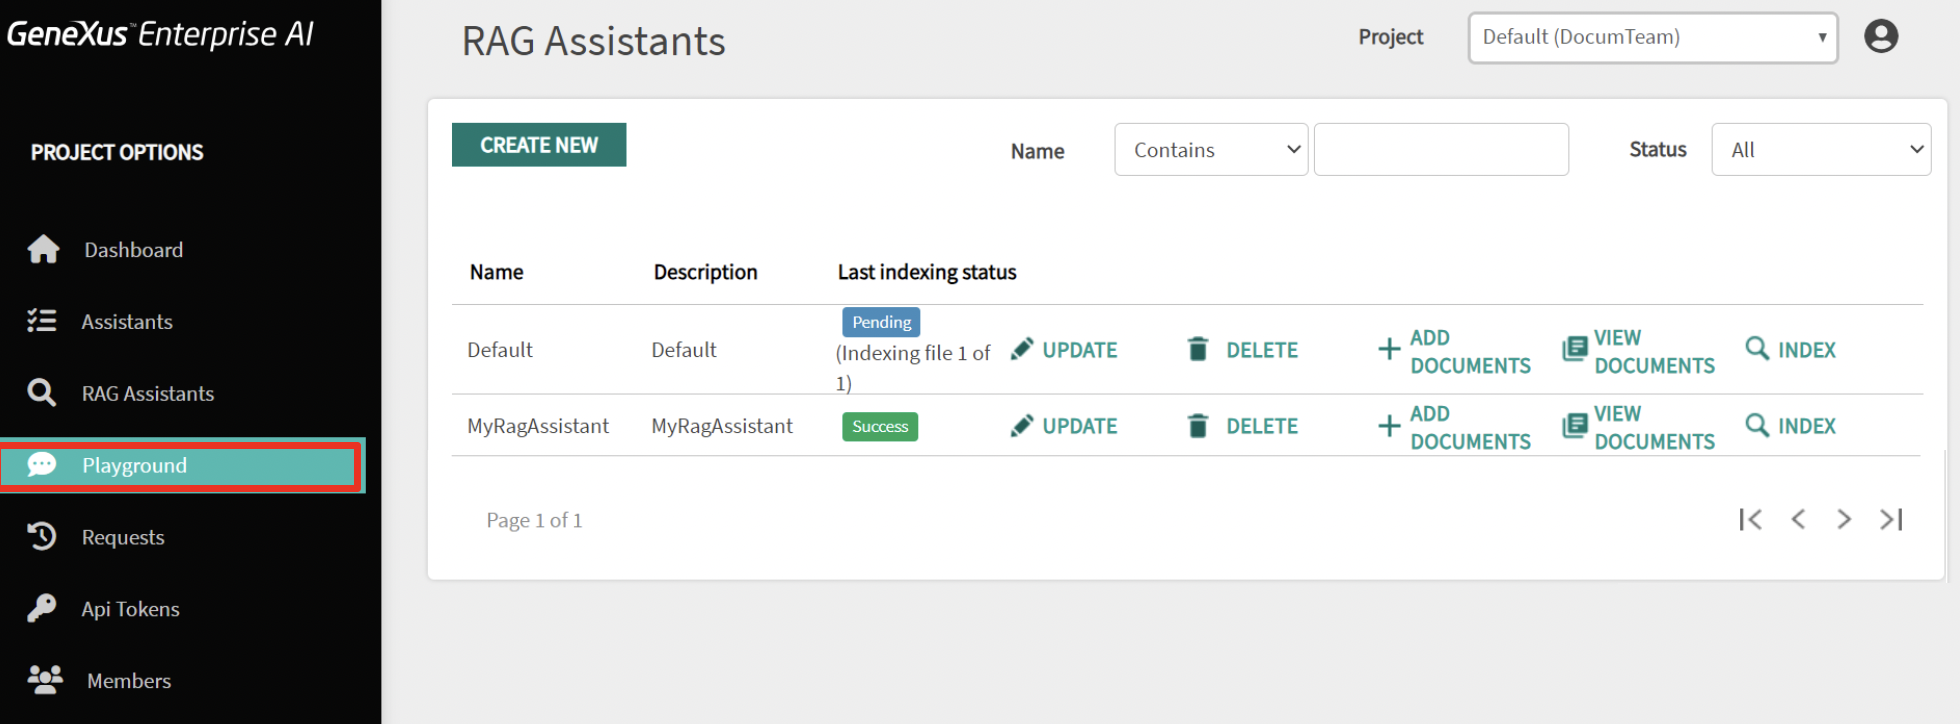 GeneXus™ Enterprise AI
PROJECT OPTIONS
Dashboard
Assistants
RAG Assistants
Playground
Requests
Api Tokens
Members
RAG Assistants
Project
Default (DocumTeam)
CREATE NEW
Name
Contains
Status
All
Name Description Last indexing status
Default Default Pending
(Indexing file 1 of
1)
UPDATE DELETE ADD
DOCUMENTS
VIEW
DOCUMENTS
INDEX
MyRagAssistant MyRagAssistant Success UPDATE DELETE ADD
DOCUMENTS
VIEW
DOCUMENTS
INDEX
Page 1 of 1